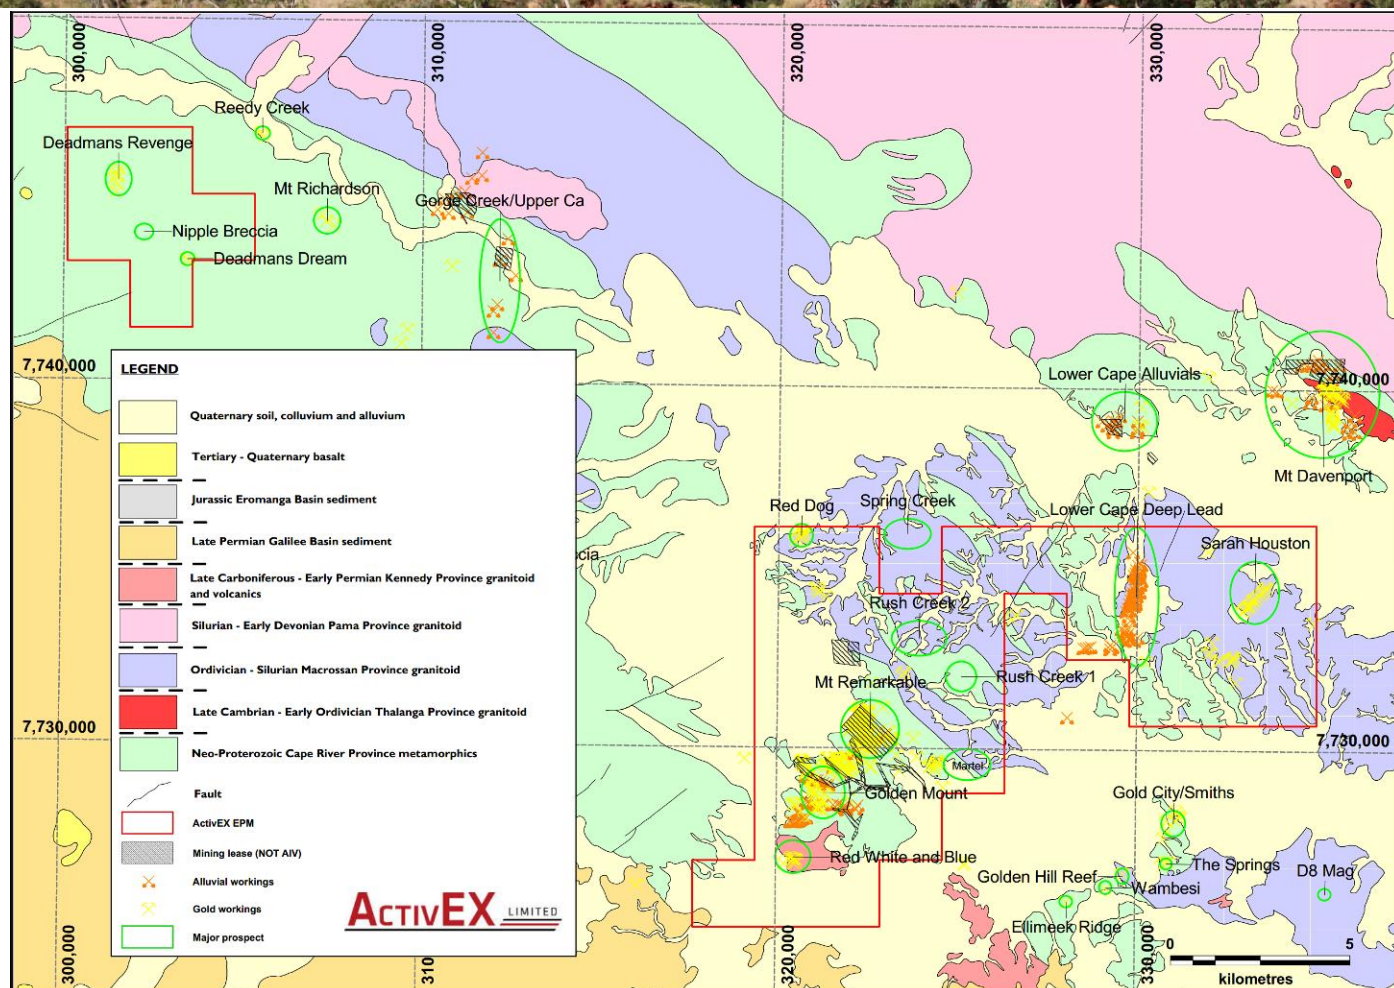 300,000
310,000
320,000
330,000
Reedy Creek
Deadmans Revenge
Mt Richardson
Gorge Creek/Upper Ca
Nipple Breccia
Deadmans Dream
7,740,000
7,740,000
Lower Cape Alluvials
Mt Davenport
LEGEND
Quaternary soil, colluvium and alluvium
Tertiary - Quaternary basalt
Jurassic Eromanga Basin sediment
Late Permian Galilee Basin sediment
Late Carboniferous - Early Permian Kennedy Province granitoid
and volcanics
Silurian - Early Devonian Pama Province granitoid
Ordivician - Silurian Macrossan Province granitoid
Late Cambrian - Early Ordivician Thalanga Province granitoid
Neo-Proterozoic Cape River Province metamorphics
Fault
ActivEX EPM
Mining lease (NOT AIV)
Alluvial workings
Gold workings
Major prospect
ACTIVEX LIMITED
Red Dog
Spring Creek
Lower Cape Deep Lead
Sarah Houston
ccia
Rush Creek 2
Rush Creek 1
Mt Remarkable
7,730,000
7,730,000
Martel
Golden Mount
Gold City/Smiths
Red White and Blue
The Springs
Golden Hill Reef
Wambesi
D8 Mag
Ellimeek Ridge
300,000
310
320,000
330,000
0 5
kilometres